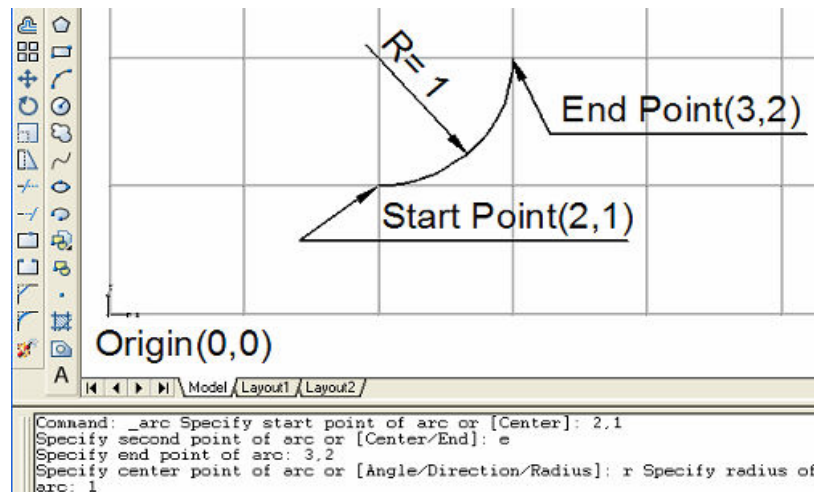 R= 1
End Point(3,2)
Start Point(2,1)
Origin(0,0)
A
Model Layout1 Layout2
Command: _arc Specify start point of arc or [Center]: 2,1
Specify second point of arc or [Center/End]: e
Specify end point of arc: 3,2
Specify center point of arc or [Angle/Direction/Radius]: r Specify radius of
arc: 1